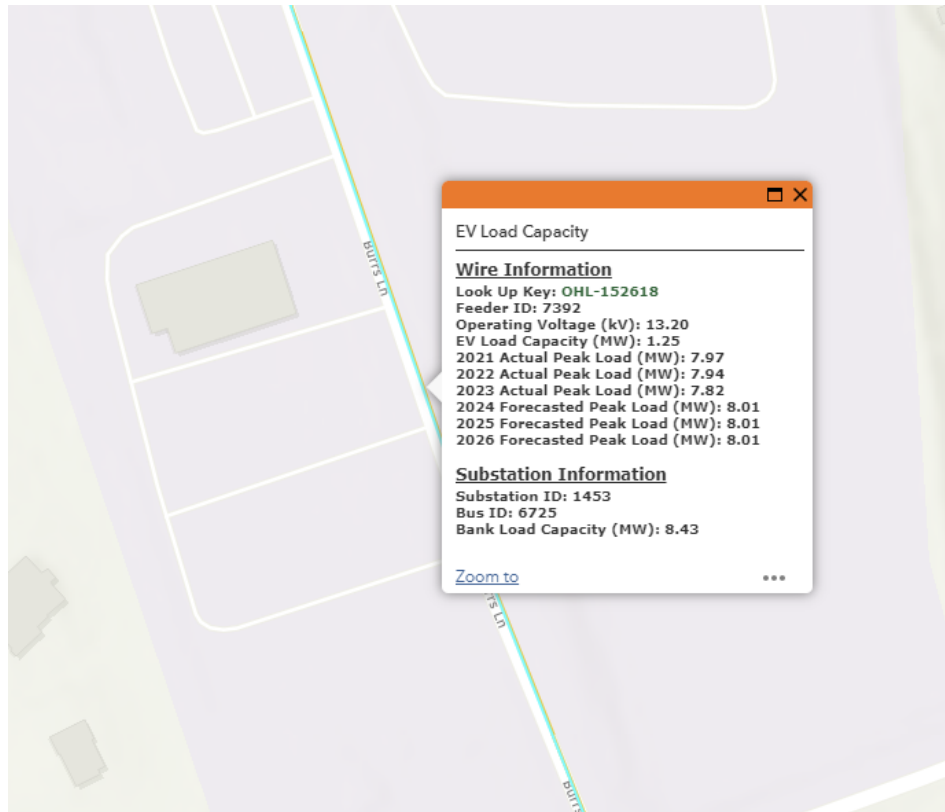 Burrs Ln
EV Load Capacity
Wire Information
Look Up Key: OHL-152618
Feeder ID: 7392
Operating Voltage (kV): 13.20
EV Load Capacity (MW): 1.25
2021 Actual Peak Load (MW): 7.97
2022 Actual Peak Load (MW): 7.94
2023 Actual Peak Load (MW): 7.82
2024 Forecasted Peak Load (MW): 8.01
2025 Forecasted Peak Load (MW): 8.01
2026 Forecasted Peak Load (MW): 8.01
Substation Information
Substation ID: 1453
Bus ID: 6725
Bank Load Capacity (MW): 8.43
Zoom to
rrs Ln
Burrs